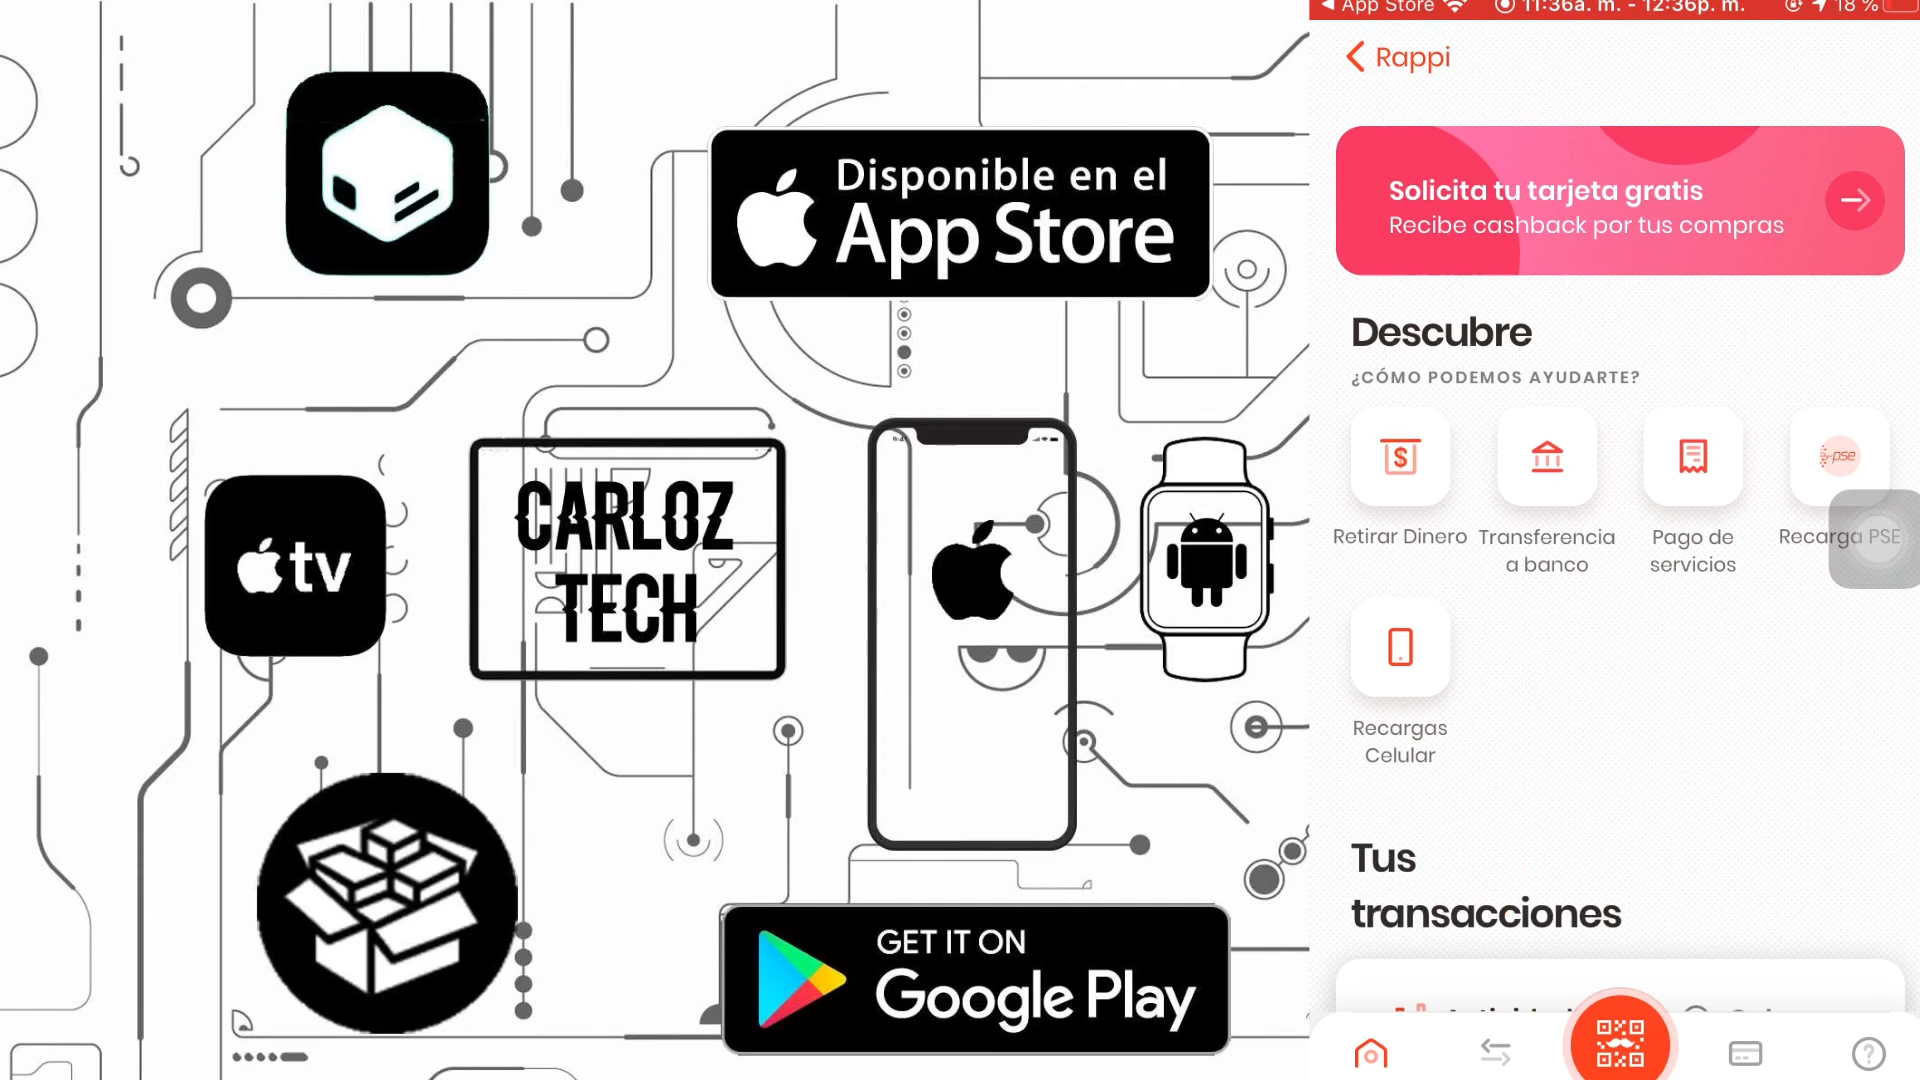 Disponible en el
App Store
tv
CARLOZ
TECH
GET IT ON
Google Play
App Store
11:36a. m. - 12:36p. m.
18 %
Rappi
Solicita tu tarjeta gratis
Recibe cashback por tus compras
Descubre
¿CÓMO PODEMOS AYUDARTE?
Retirar Dinero
Transferencia
a banco
Pago de
servicios
pse
Recarga PSE
Recargas
Celular
Tus
transacciones